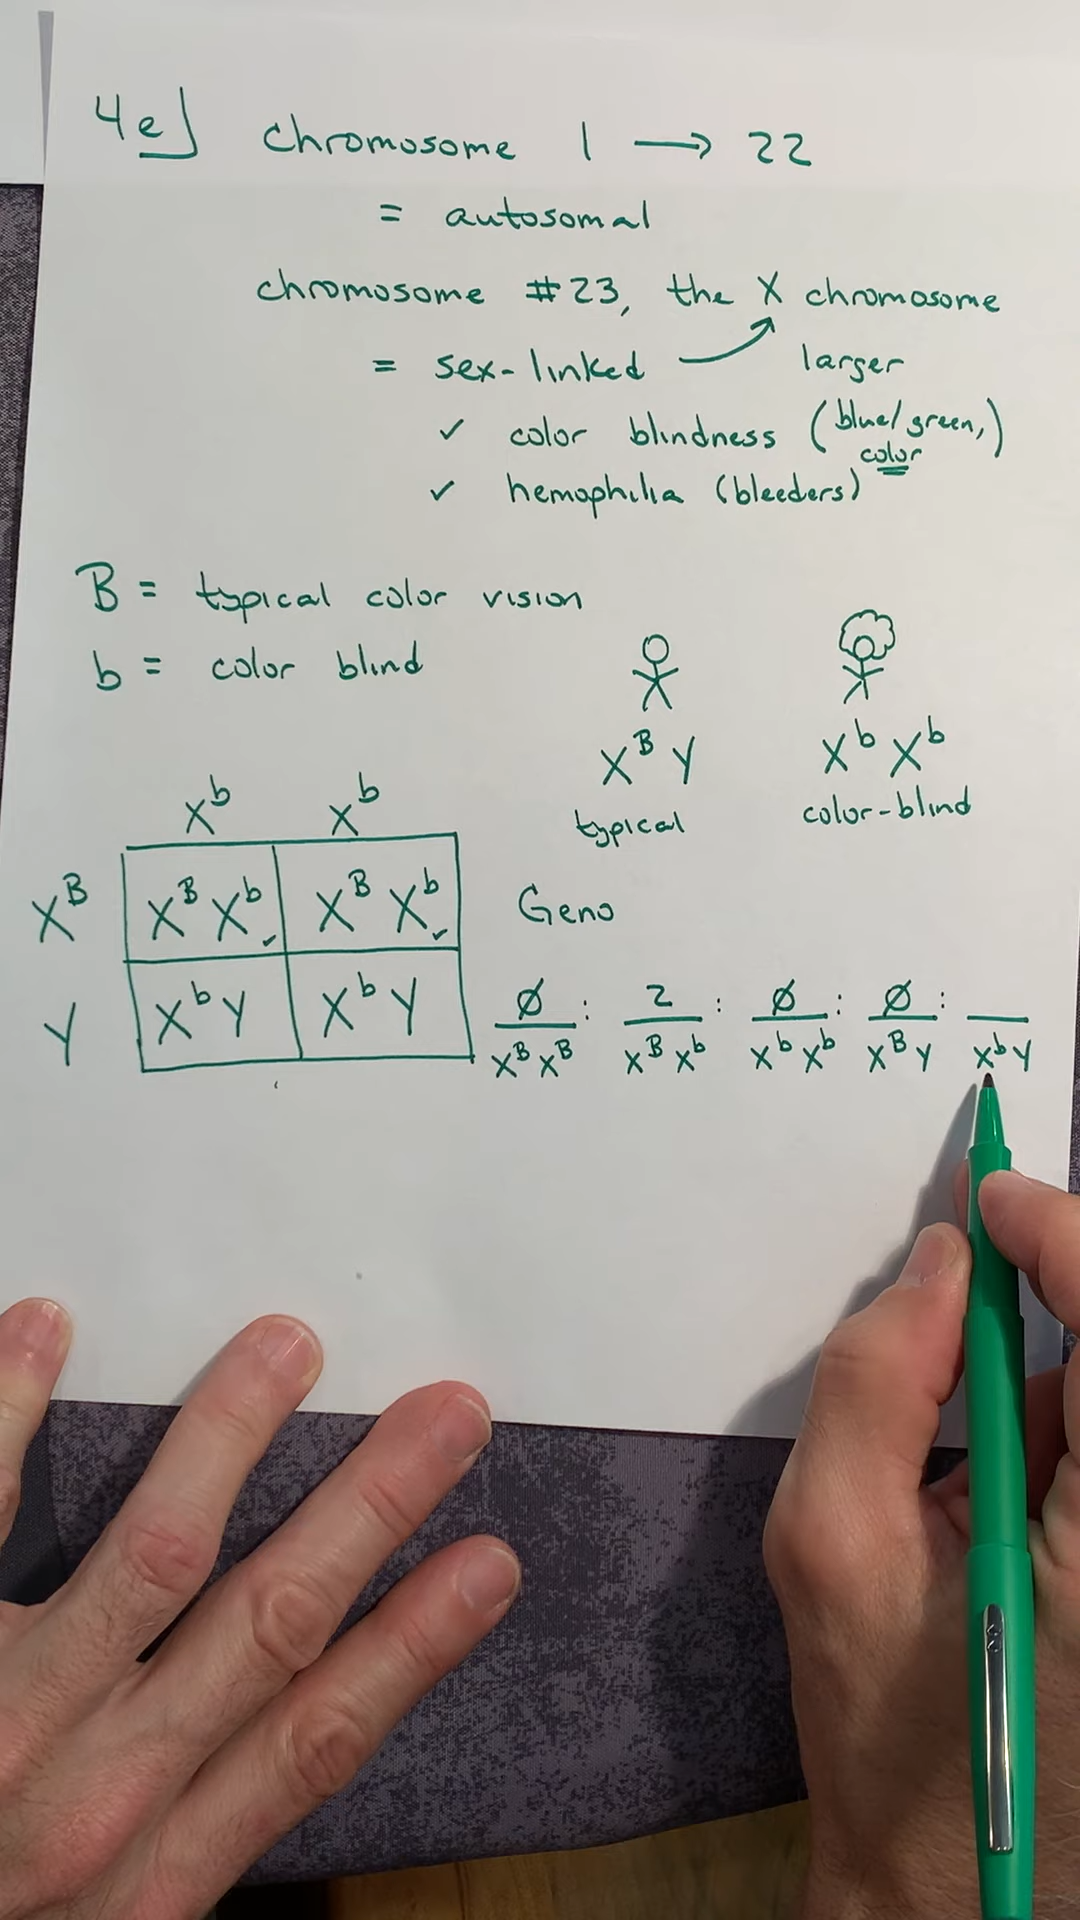 4e] chromosome 1 → 22
= autosomal
chromosome #23, the X chromosome
= sex-linked larger
✓ color blindness (blue/green, color)
✓ hemophilia (bleeders)
B = typical color vision
b = color blind
X^B Y X^b X^b
typical color-blind
X^b X^b
X^B X^B X^b ✓ X^B X^b ✓
Geno
Y X^b Y X^b Y
Ø : 2 : Ø : Ø : __
X^B X^B X^B X^b X^b X^b X^B Y X^b Y